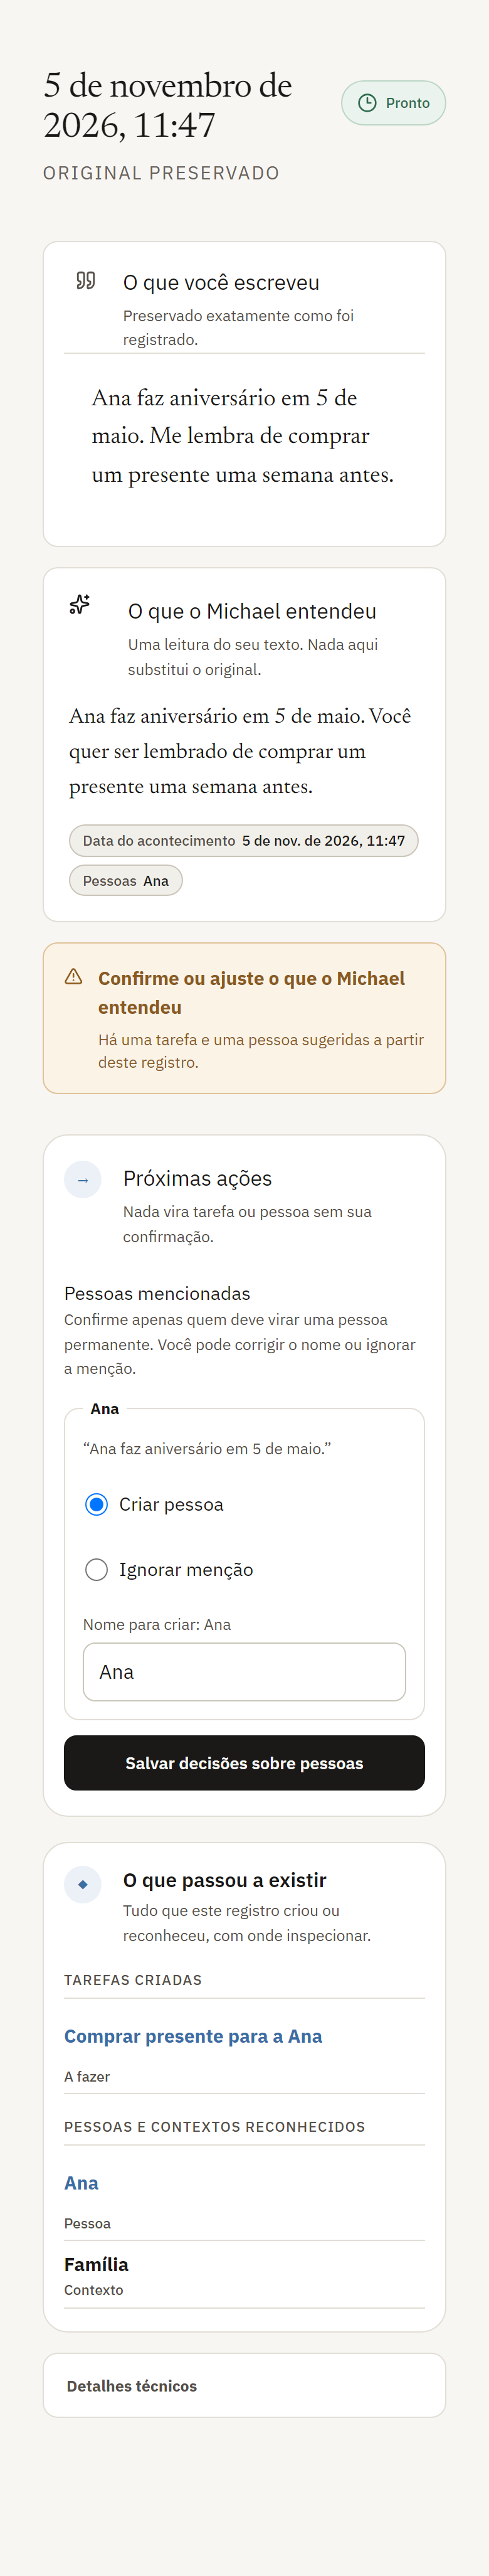 5 de novembro de
2026, 11:47
Pronto
ORIGINAL PRESERVADO
O que você escreveu
Preservado exatamente como foi
registrado.
Ana faz aniversário em 5 de
maio. Me lembra de comprar
um presente uma semana antes.
O que o Michael entendeu
Uma leitura do seu texto. Nada aqui
substitui o original.
Ana faz aniversário em 5 de maio. Você
quer ser lembrado de comprar um
presente uma semana antes.
Data do acontecimento 5 de nov. de 2026, 11:47
Pessoas Ana
Confirme ou ajuste o que o Michael
entendeu
Há uma tarefa e uma pessoa sugeridas a partir
deste registro.
→
Próximas ações
Nada vira tarefa ou pessoa sem sua
confirmação.
Pessoas mencionadas
Confirme apenas quem deve virar uma pessoa
permanente. Você pode corrigir o nome ou ignorar
a menção.
Ana
“Ana faz aniversário em 5 de maio.”
Criar pessoa
Ignorar menção
Nome para criar: Ana
Ana
Salvar decisões sobre pessoas
◆
O que passou a existir
Tudo que este registro criou ou
reconheceu, com onde inspecionar.
TAREFAS CRIADAS
Comprar presente para a Ana
A fazer
PESSOAS E CONTEXTOS RECONHECIDOS
Ana
Pessoa
Família
Contexto
Detalhes técnicos